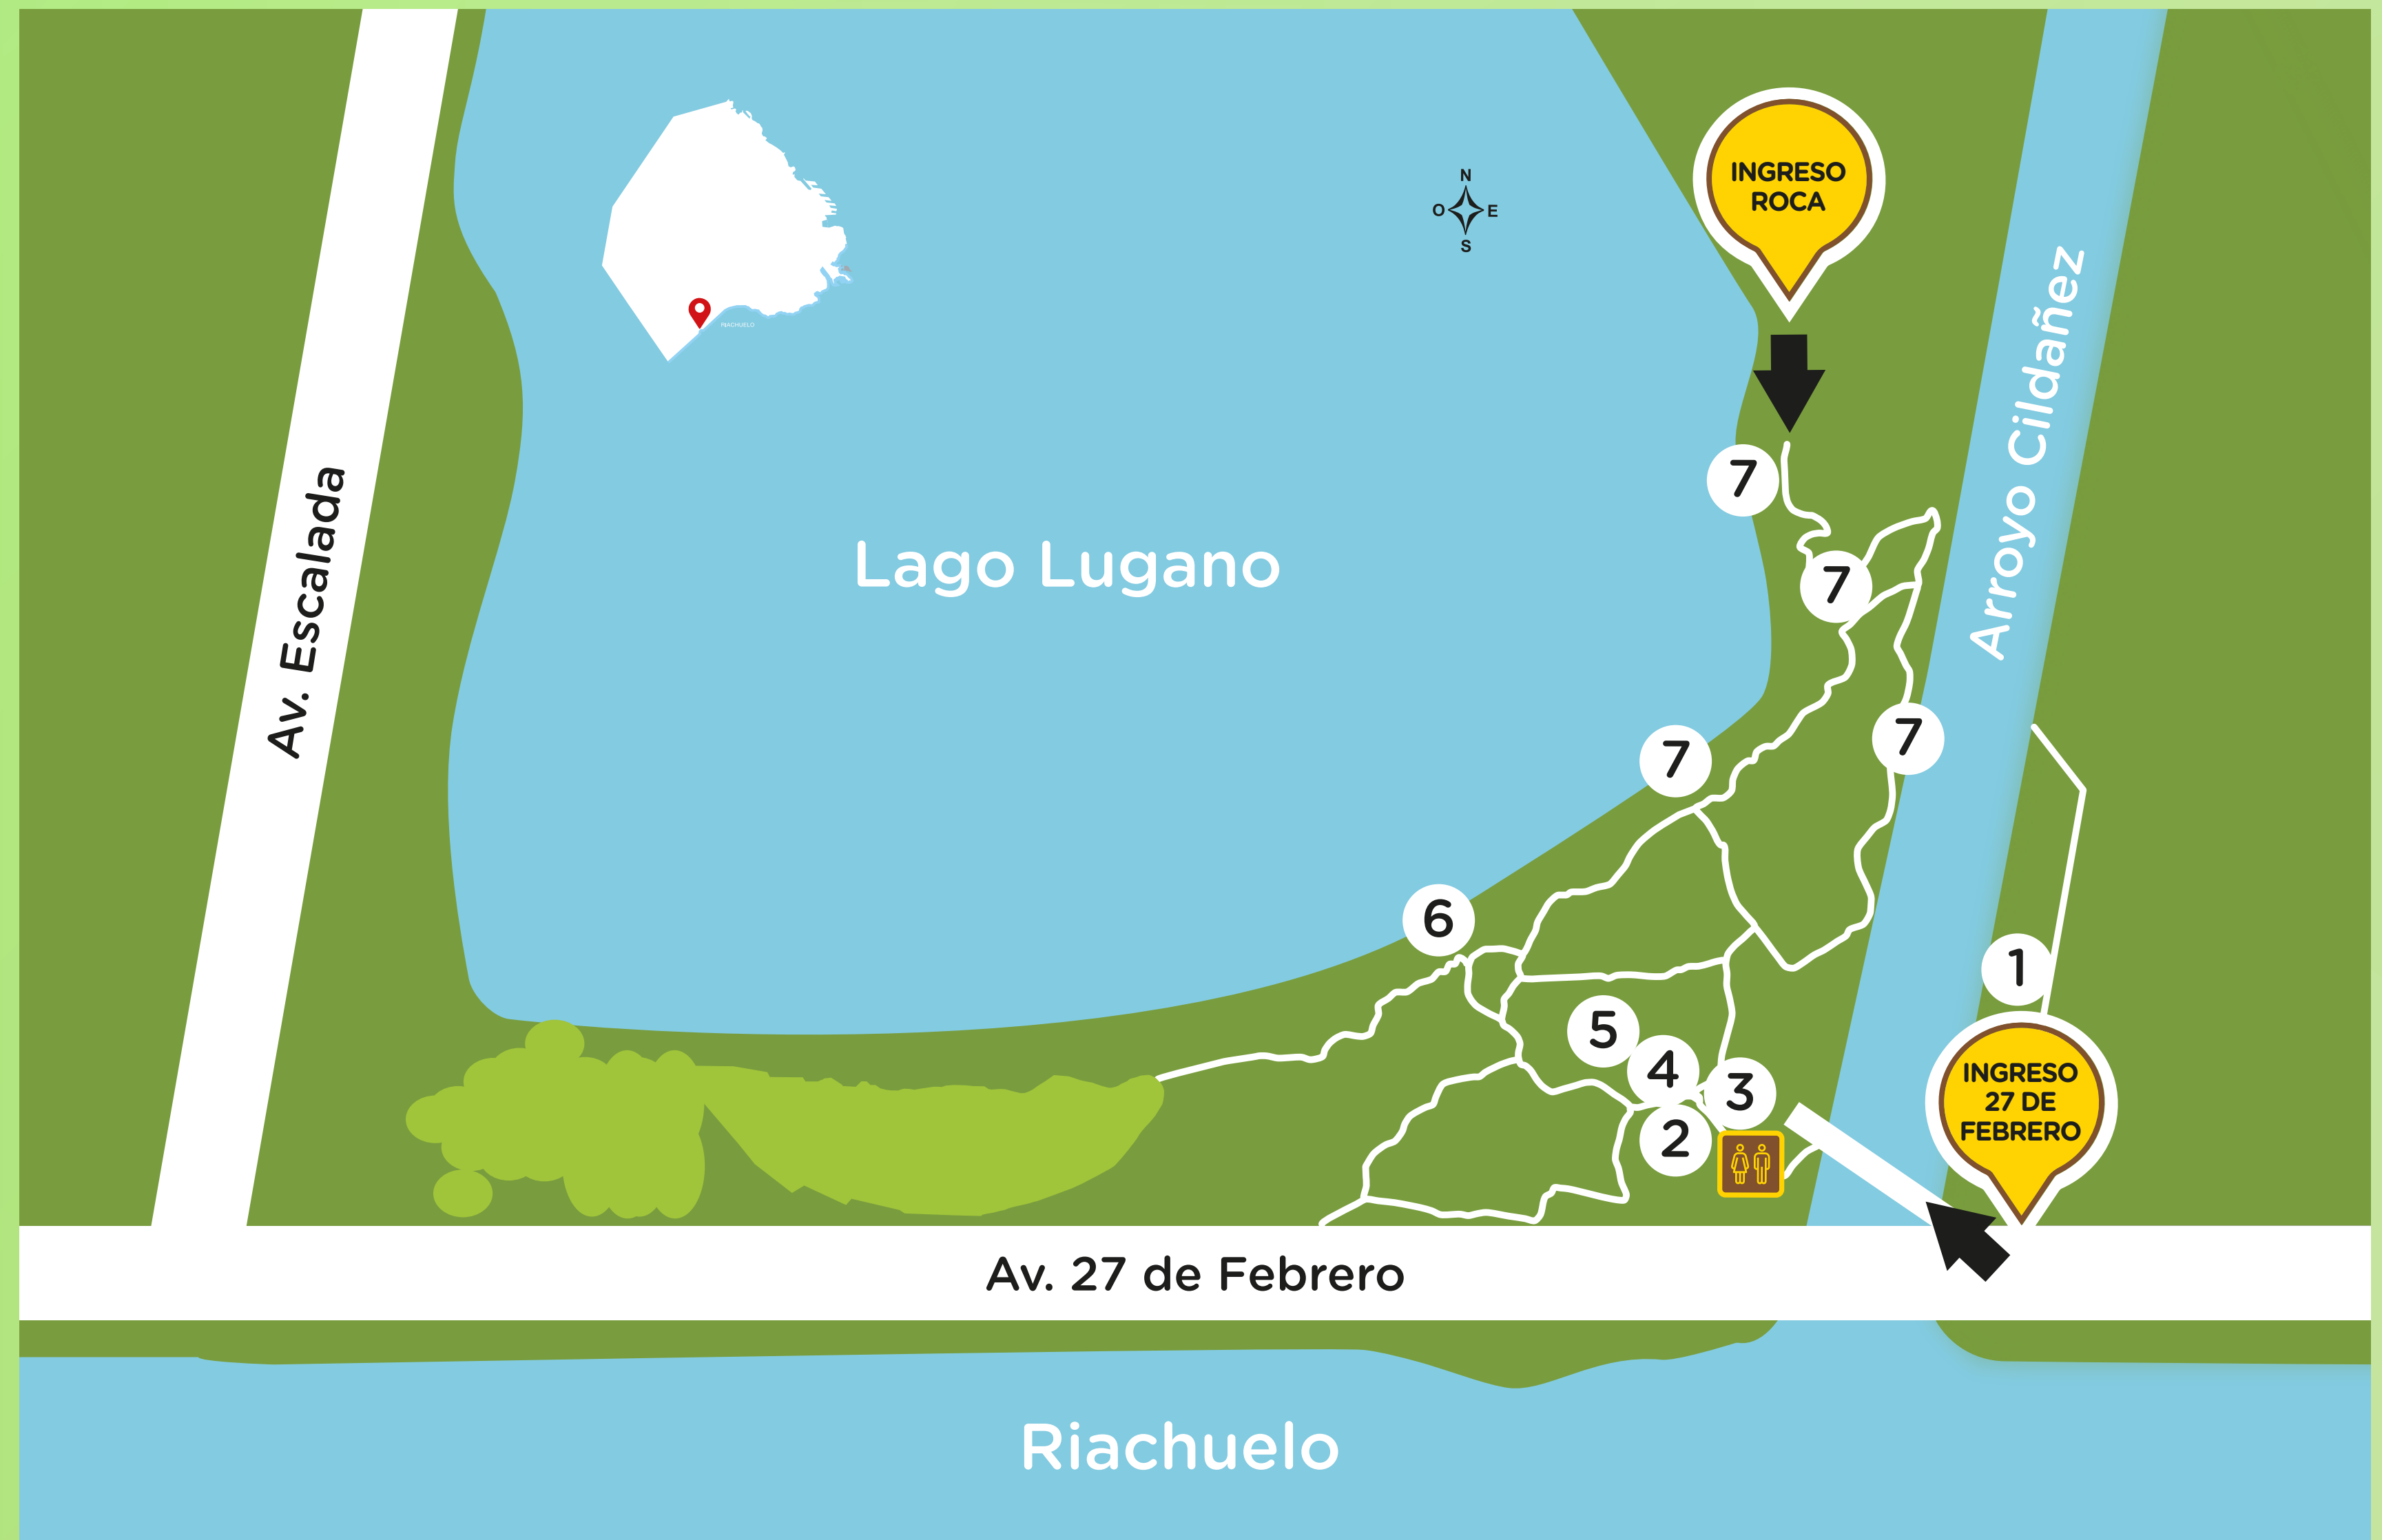 INGRESO
ROCA
N
O
E
S
RIACHUELO
Arroyo Cildañez
Av. Escalada
7
Lago Lugano
7
7
7
6
1
5
4
3
2
INGRESO
27 DE
FEBRERO
Av. 27 de Febrero
Riachuelo